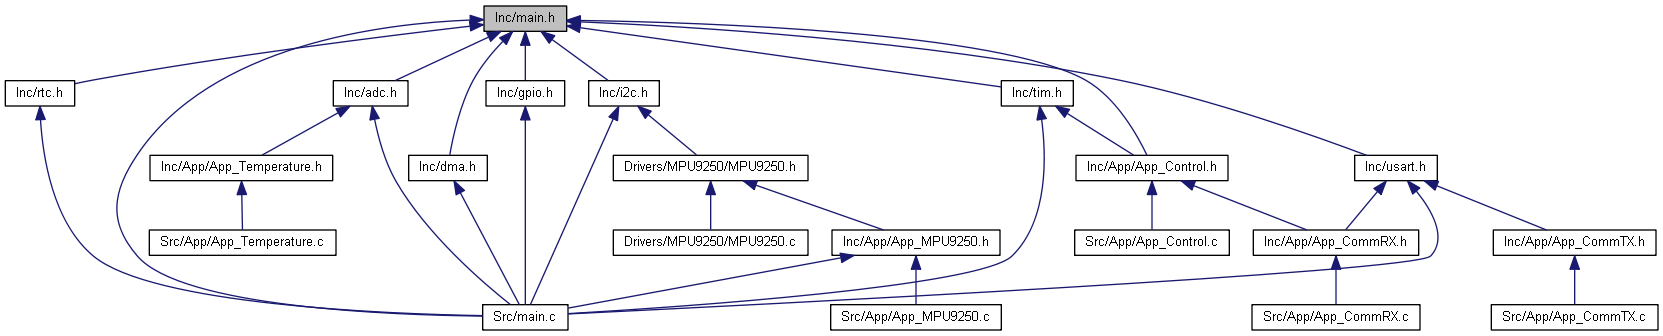 Inc/main.h
Inc/rtc.h
Inc/adc.h
Inc/gpio.h
Inc/i2c.h
Inc/tim.h
Inc/App/App_Temperature.h
Inc/dma.h
Drivers/MPU9250/MPU9250.h
Inc/App/App_Control.h
Inc/usart.h
Src/App/App_Temperature.c
Drivers/MPU9250/MPU9250.c
Inc/App/App_MPU9250.h
Src/App/App_Control.c
Inc/App/App_CommRX.h
Inc/App/App_CommTX.h
Src/main.c
Src/App/App_MPU9250.c
Src/App/App_CommRX.c
Src/App/App_CommTX.c